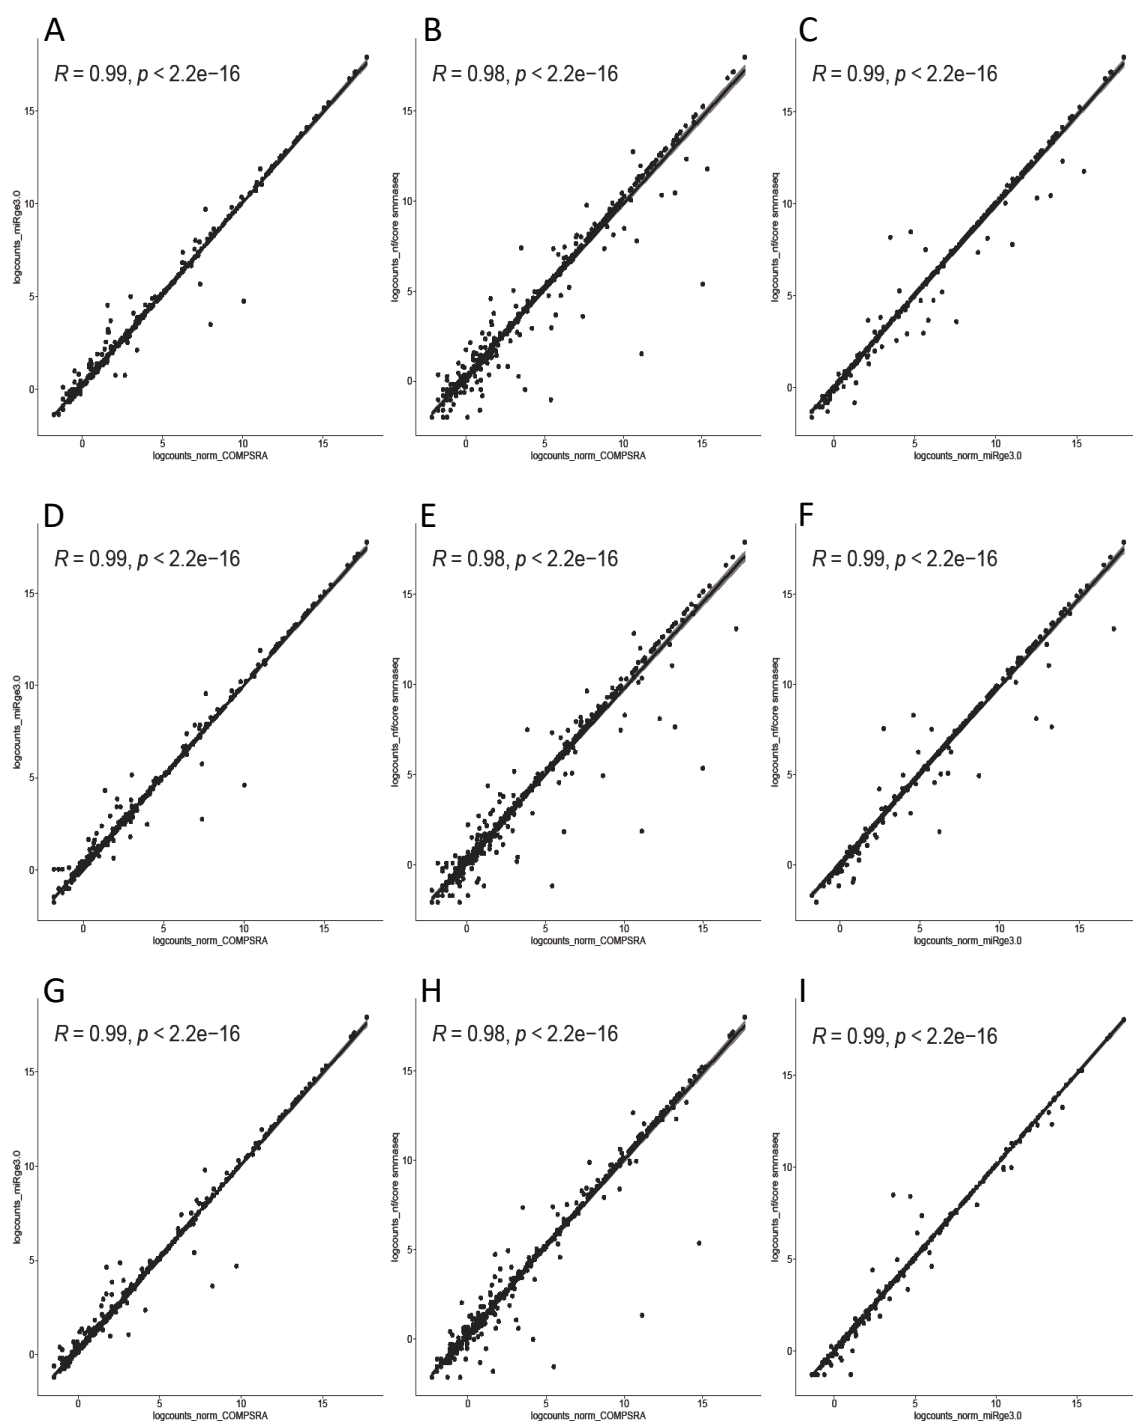 A
R = 0.99, p < 2.2e−16
logcounts_miRge3.0
15
10
5
0
0 5 10 15
logcounts_norm_COMPSRA
B
R = 0.98, p < 2.2e−16
logcounts_nf/core smrnaseq
15
10
5
0
0 5 10 15
logcounts_norm_COMPSRA
C
R = 0.99, p < 2.2e−16
logcounts_nf/core smrnaseq
15
10
5
0
0 5 10 15
logcounts_norm_miRge3.0
D
R = 0.99, p < 2.2e−16
logcounts_miRge3.0
15
10
5
0
0 5 10 15
logcounts_norm_COMPSRA
E
R = 0.98, p < 2.2e−16
logcounts_nf/core smrnaseq
15
10
5
0
0 5 10 15
logcounts_norm_COMPSRA
F
R = 0.99, p < 2.2e−16
logcounts_nf/core smrnaseq
15
10
5
0
0 5 10 15
logcounts_norm_miRge3.0
G
R = 0.99, p < 2.2e−16
logcounts_miRge3.0
15
10
5
0
0 5 10 15
logcounts_norm_COMPSRA
H
R = 0.98, p < 2.2e−16
logcounts_nf/core smrnaseq
15
10
5
0
0 5 10 15
logcounts_norm_COMPSRA
I
R = 0.99, p < 2.2e−16
logcounts_nf/core smrnaseq
15
10
5
0
0 5 10 15
logcounts_norm_miRge3.0